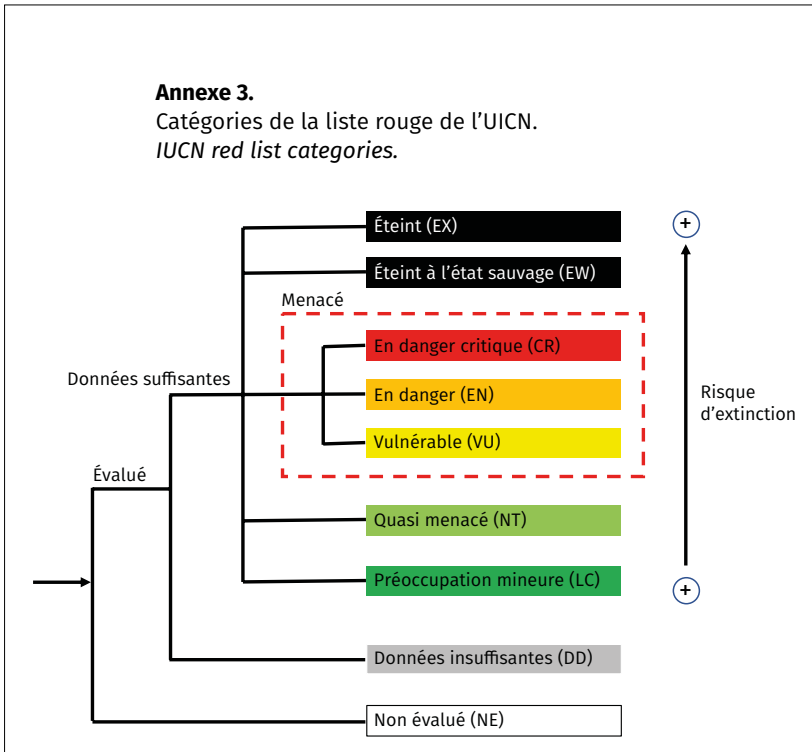 Annexe 3.
Catégories de la liste rouge de l’UICN.
IUCN red list categories.
Éteint (EX)
+
Éteint à l’état sauvage (EW)
Menacé
En danger critique (CR)
Données suffisantes
En danger (EN)
Risque
d’extinction
Vulnérable (VU)
Évalué
Quasi menacé (NT)
Préoccupation mineure (LC)
+
Données insuffisantes (DD)
Non évalué (NE)